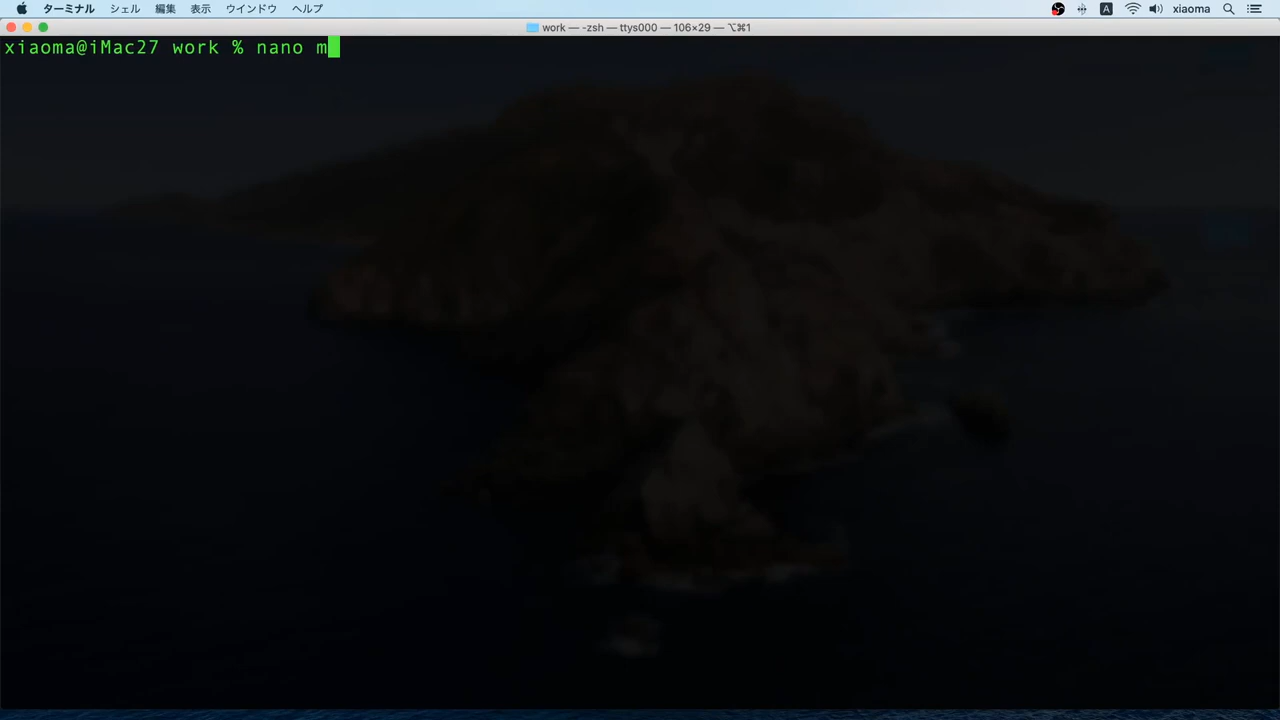 ターミナル シェル 編集 表示 ウインドウ ヘルプ A xiaoma
work — -zsh — ttys000 — 106×29 — ⌥⌘1
xiaoma@iMac27 work % nano m